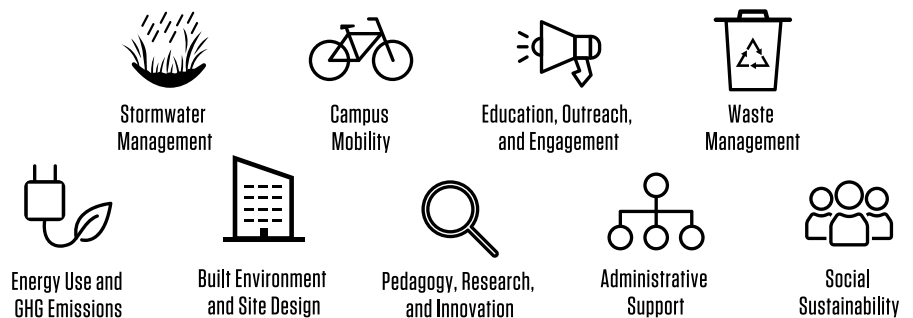 Stormwater
Management
Campus
Mobility
Education, Outreach,
and Engagement
Waste
Management
Energy Use and
GHG Emissions
Built Environment
and Site Design
Pedagogy, Research,
and Innovation
Administrative
Support
Social
Sustainability